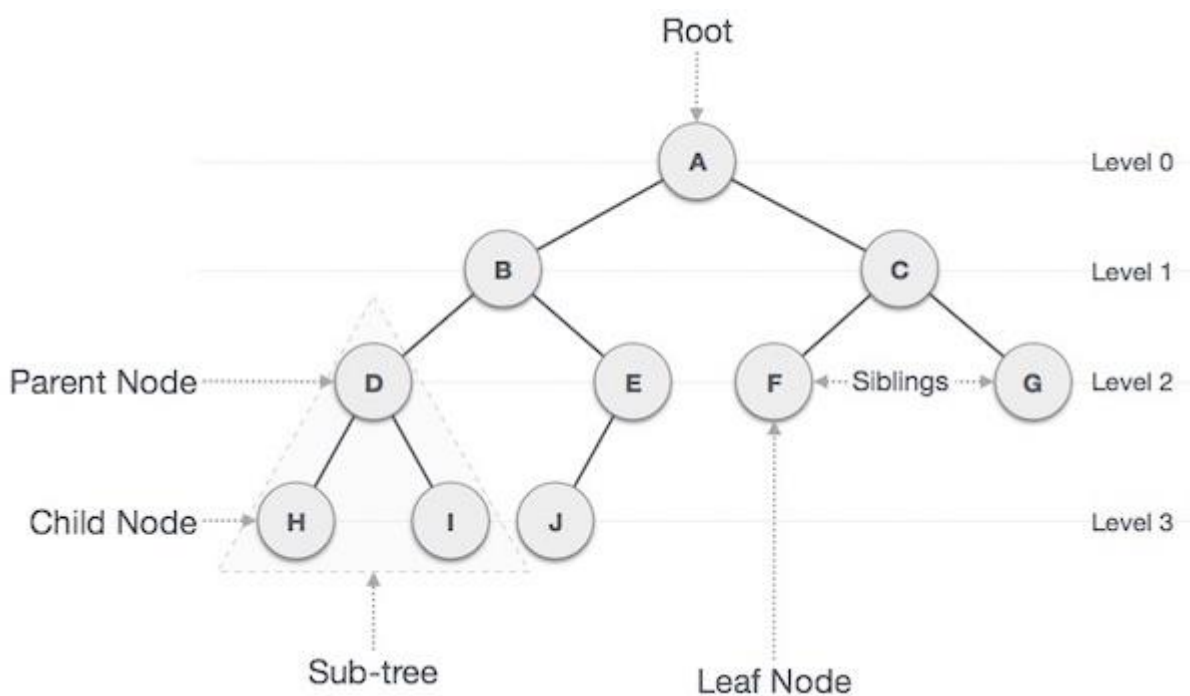 Root
A
Level 0
B
C
Level 1
Parent Node
D
E
F
Siblings
G
Level 2
Child Node
H
I
J
Level 3
Sub-tree
Leaf Node